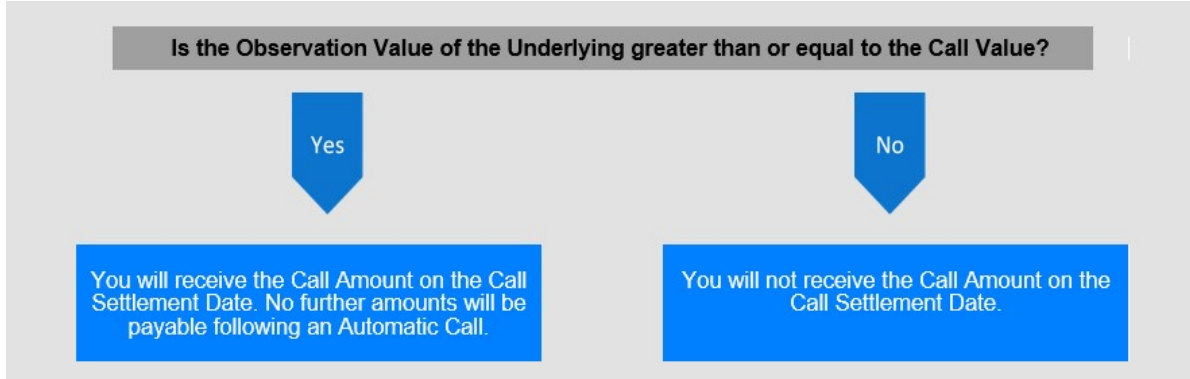 Is the Observation Value of the Underlying greater than or equal to the Call Value?
Yes
No
You will receive the Call Amount on the Call
Settlement Date. No further amounts will be
payable following an Automatic Call.
You will not receive the Call Amount on the
Call Settlement Date.